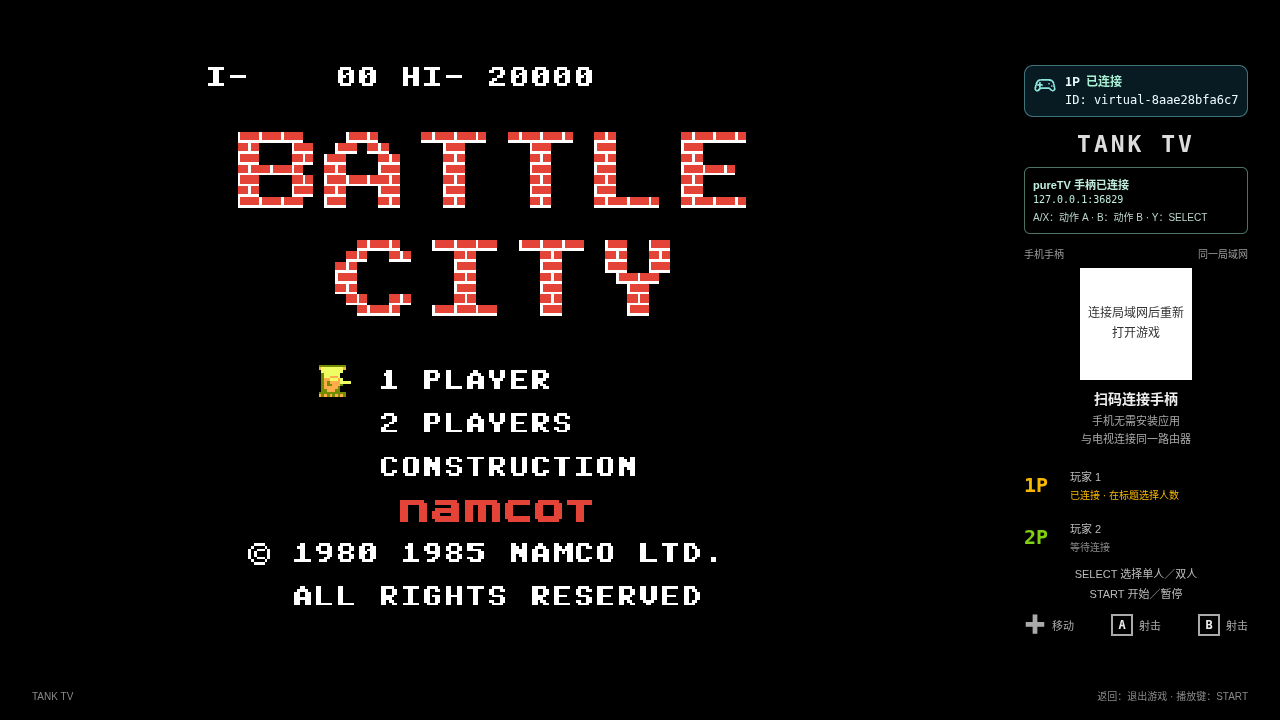 I-     00 HI- 20000
BATTLE
CITY
1 PLAYER
2 PLAYERS
CONSTRUCTION
namcot
© 1980 1985 NAMCO LTD.
ALL RIGHTS RESERVED
TANK TV
1P 已连接
ID: virtual-8aae28bfa6c7
TANK TV
pureTV 手柄已连接
127.0.0.1:36829
A/X: 动作 A · B: 动作 B · Y: SELECT
手机手柄 同一局域网
连接局域网后重新
打开游戏
扫码连接手柄
手机无需安装应用
与电视连接同一路由器
1P 玩家 1
已连接 · 在标题选择人数
2P 玩家 2
等待连接
SELECT 选择单人／双人
START 开始／暂停
移动 A 射击 B 射击
返回: 退出游戏 · 播放键: START